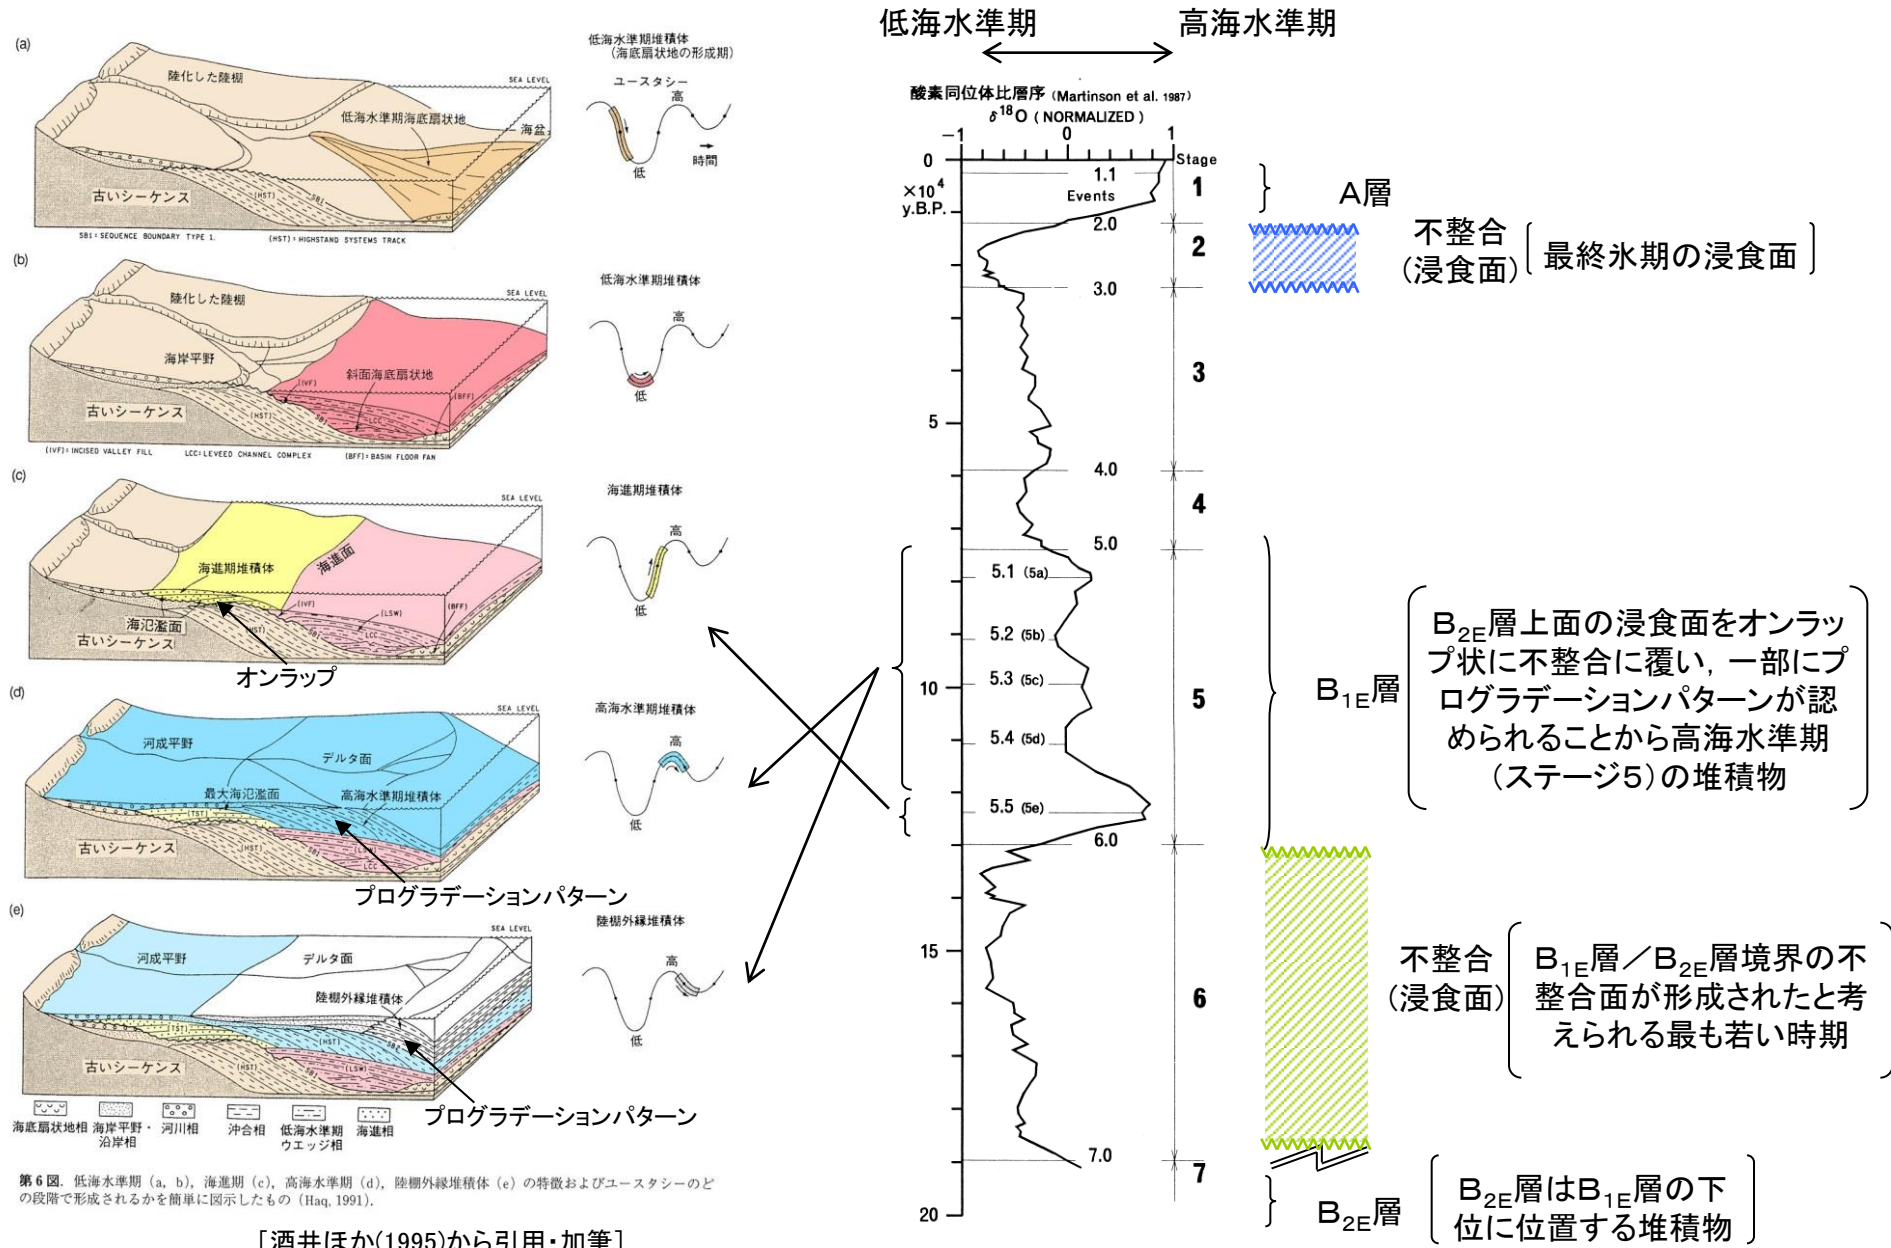 低海水準期
高海水準期
酸素同位体比層序 (Martinson et al. 1987)
δ18O ( NORMALIZED )
−1 0 1
Stage
0
×10⁴
y.B.P.
5
10
15
20
1.1
Events
2.0
3.0
4.0
5.0
5.1 (5a)
5.2 (5b)
5.3 (5c)
5.4 (5d)
5.5 (5e)
6.0
7.0
1
2
3
4
5
6
7
A層
不整合
(浸食面)
最終氷期の浸食面
B1E層
B2E層上面の浸食面をオンラッ
プ状に不整合に覆い，一部にプ
ログラデーションパターンが認
められることから高海水準期
(ステージ5)の堆積物
不整合
(浸食面)
B1E層／B2E層境界の不
整合面が形成されたと考
えられる最も若い時期
B2E層
B2E層はB1E層の下
位に位置する堆積物
(a)
陸化した陸棚
SEA LEVEL
低海水準期海底扇状地
海盆
古いシーケンス
(HST)
SB1
SB1= SEQUENCE BOUNDARY TYPE 1.
(HST)= HIGHSTAND SYSTEMS TRACK
低海水準期堆積体
(海底扇状地の形成期)
ユースタシー
高
低
時間
(b)
陸化した陸棚
SEA LEVEL
海岸平野
斜面海底扇状地
(IVF)
(BFF)
古いシーケンス
(HST)
SB1
LCC
(IVF)= INCISED VALLEY FILL
LCC= LEVEED CHANNEL COMPLEX
(BFF)= BASIN FLOOR FAN
低海水準期堆積体
高
低
(c)
SEA LEVEL
海進期堆積体
海進面
(IVF)
(LSW)
(BFF)
海氾濫面
古いシーケンス
(HST)
SB1
LCC
オンラップ
海進期堆積体
高
低
(d)
SEA LEVEL
河成平野
デルタ面
最大海氾濫面
高海水準期堆積体
(TST)
古いシーケンス
(HST)
SB1
(LSW)
LCC
プログラデーションパターン
高海水準期堆積体
高
低
(e)
SEA LEVEL
河成平野
デルタ面
陸棚外縁堆積体
(TST)
(HST)
SB2
古いシーケンス
(HST)
SB1
(LSW)
プログラデーションパターン
陸棚外縁堆積体
高
低
海底扇状地相
海岸平野・
沿岸相
河川相
沖合相
低海水準期
ウエッジ相
海進相
第6図．低海水準期（a, b），海進期（c），高海水準期（d），陸棚外縁堆積体（e）の特徴およびユースタシーのど
の段階で形成されるかを簡単に図示したもの（Haq, 1991）．
[酒井ほか(1995)から引用・加筆]